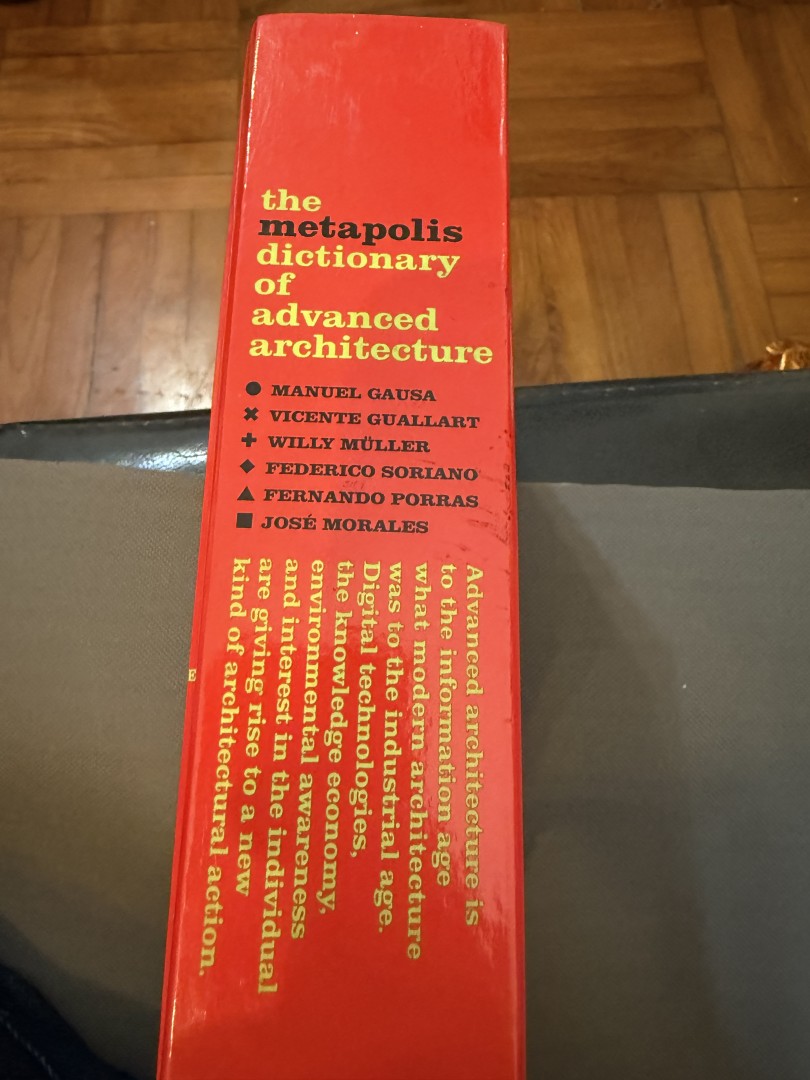 the
metapolis
dictionary
of
advanced
architecture
● MANUEL GAUSA
✖ VICENTE GUALLART
✚ WILLY MÜLLER
◆ FEDERICO SORIANO
▲ FERNANDO PORRAS
■ JOSÉ MORALES
Advanced architecture is
to the information age
what modern architecture
was to the industrial age.
Digital technologies,
the knowledge economy,
environmental awareness
and interest in the individual
are giving rise to a new
kind of architectural action.
E